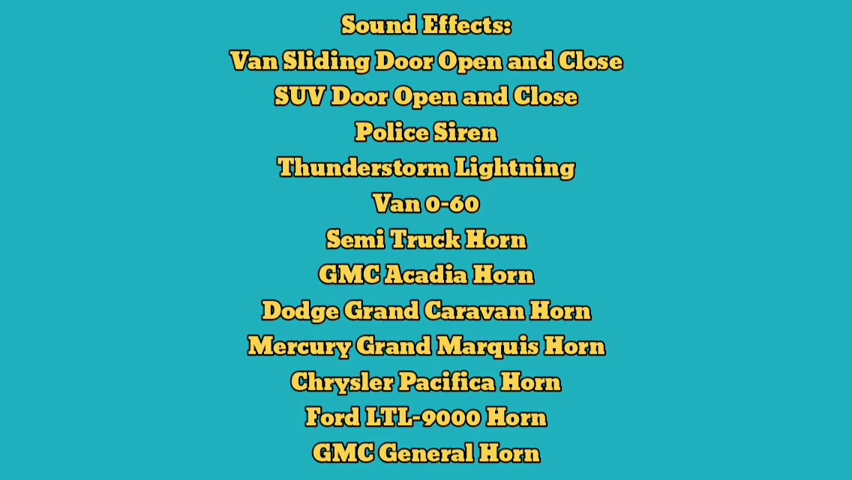 Sound Effects:
Van Sliding Door Open and Close
SUV Door Open and Close
Police Siren
Thunderstorm Lightning
Van 0-60
Semi Truck Horn
GMC Acadia Horn
Dodge Grand Caravan Horn
Mercury Grand Marquis Horn
Chrysler Pacifica Horn
Ford LTL-9000 Horn
GMC General Horn